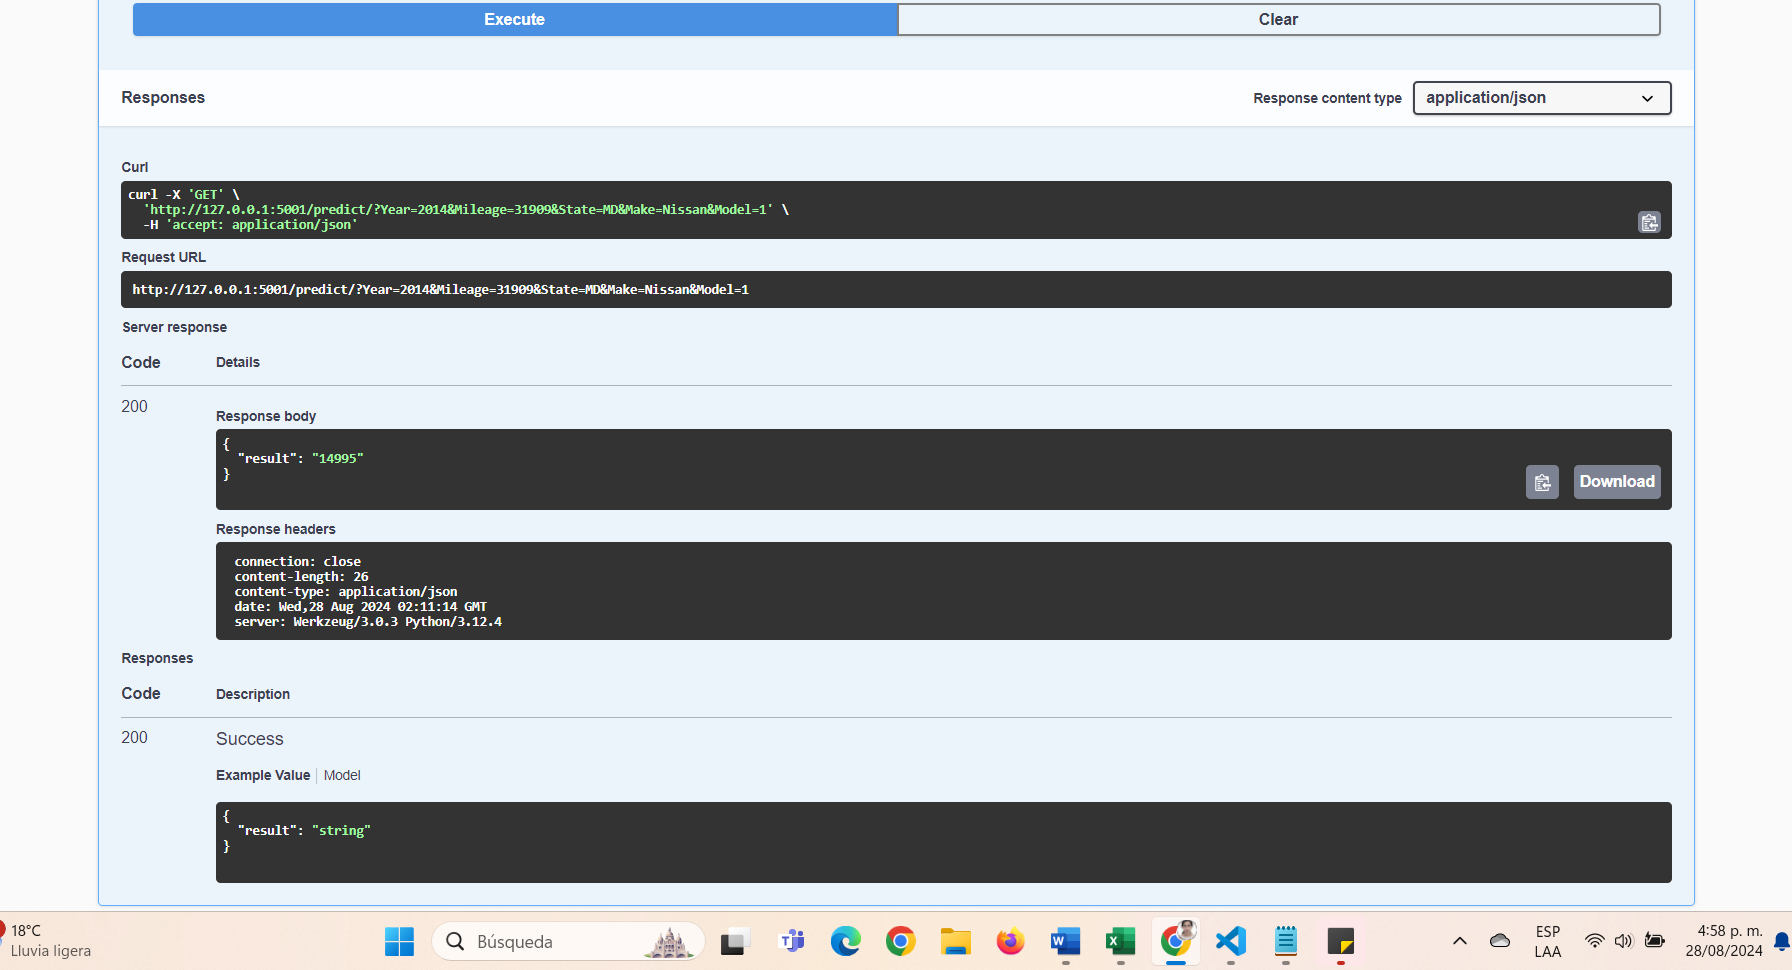 Execute
Clear
Responses
Response content type
application/json
Curl
curl -X 'GET' \
'http://127.0.0.1:5001/predict/?Year=2014&Mileage=31909&State=MD&Make=Nissan&Model=1' \
-H 'accept: application/json'
Request URL
http://127.0.0.1:5001/predict/?Year=2014&Mileage=31909&State=MD&Make=Nissan&Model=1
Server response
Code
Details
200
Response body
{
"result": "14995"
}
Download
Response headers
connection: close
content-length: 26
content-type: application/json
date: Wed,28 Aug 2024 02:11:14 GMT
server: Werkzeug/3.0.3 Python/3.12.4
Responses
Code
Description
200
Success
Example Value
Model
{
"result": "string"
}
18°C
Lluvia ligera
Búsqueda
ESP
LAA
4:58 p. m.
28/08/2024